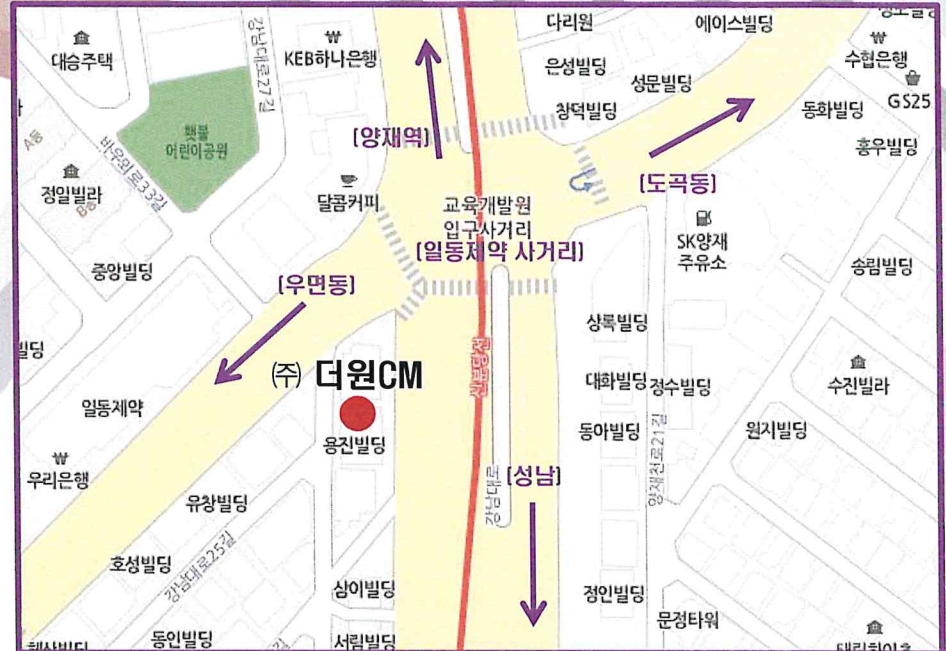 다리원
에이스빌딩
대승주택
강남대로27길
KEB하나은행
은성빌딩
성문빌딩
수협은행
창덕빌딩
동화빌딩
GS25
홍우빌딩
햇불
어린이공원
바우뫼로33길
(양재역)
(도곡동)
정일빌라
달콤커피
교육개발원
입구사거리
(일동제약 사거리)
SK양재
주유소
중앙빌딩
송림빌딩
(우면동)
상록빌딩
㈜ 더원CM
신분당선
대화빌딩
정수빌딩
수진빌라
일동제약
동아빌딩
원지빌딩
용진빌딩
양재천로21길
우리은행
(성남)
강남대로
유창빌딩
호성빌딩
강남대로25길
삼이빌딩
정인빌딩
문정타워
동인빌딩
서림빌딩